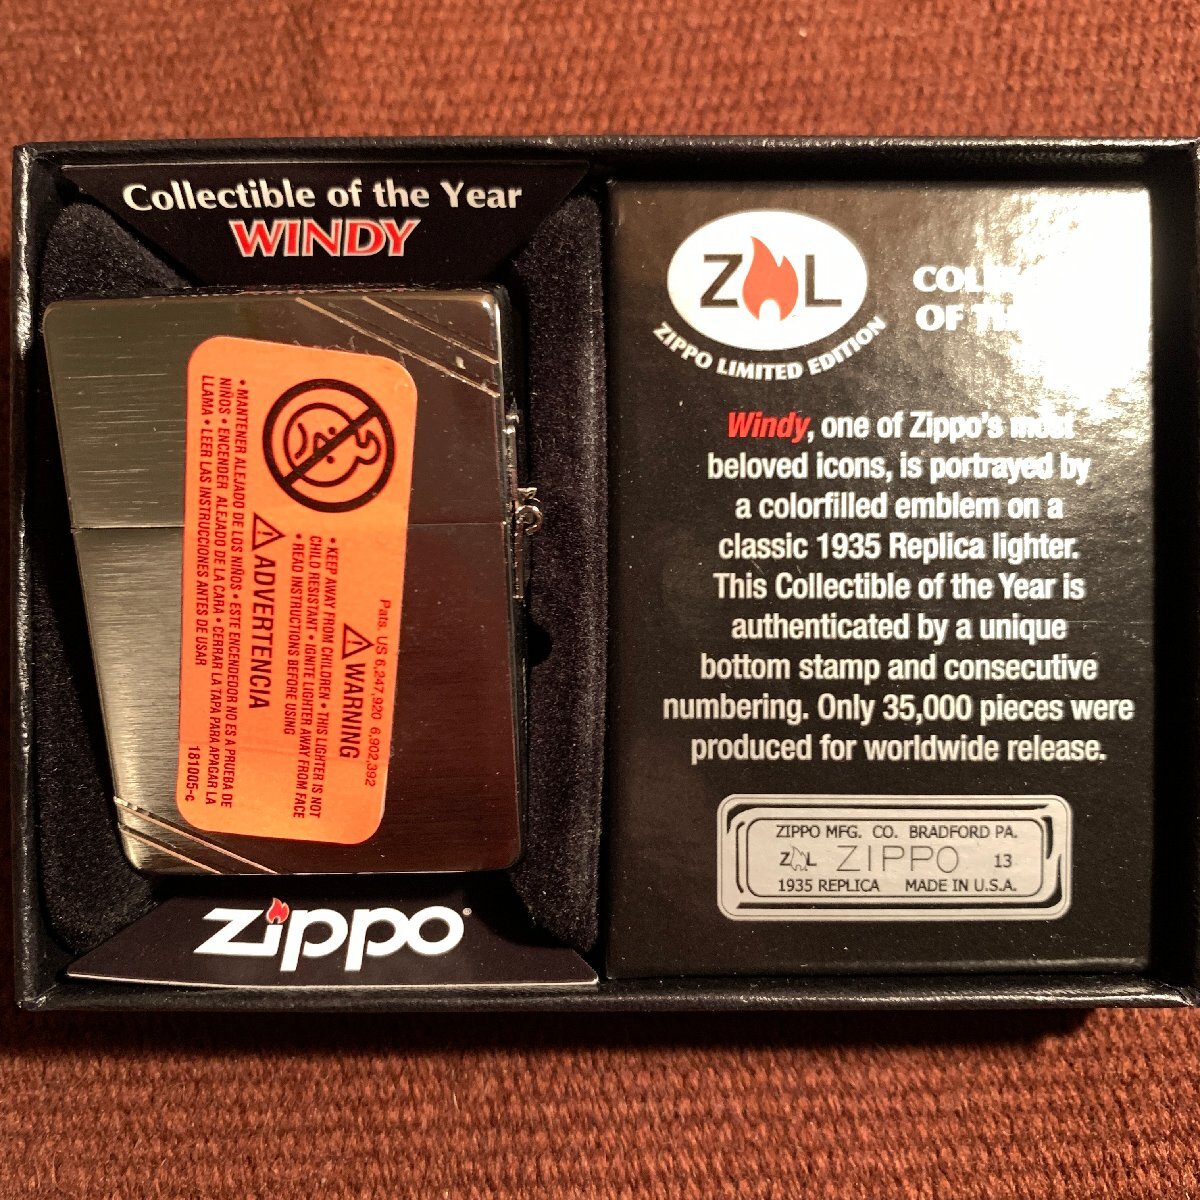 Collectible of the Year
WINDY
• MANTENER ALEJADO DE LOS NIÑOS • ESTE ENCENDEDOR NO ES A PRUEBA DE
NIÑOS • ENCENDER ALEJADO DE LA CARA • CERRAR LA TAPA PARA APAGAR LA
LLAMA • LEER LAS INSTRUCCIONES ANTES DE USAR
181005-c
ADVERTENCIA
Pats. US 6,247,920 6,902,392
WARNING
• KEEP AWAY FROM CHILDREN • THIS LIGHTER IS NOT
CHILD RESISTANT • IGNITE LIGHTER AWAY FROM FACE
• READ INSTRUCTIONS BEFORE USING
zippo
ZL
ZIPPO LIMITED EDITION
OF
Windy, one of Zippo's most
beloved icons, is portrayed by
a colorfilled emblem on a
classic 1935 Replica lighter.
This Collectible of the Year is
authenticated by a unique
bottom stamp and consecutive
numbering. Only 35,000 pieces were
produced for worldwide release.
ZIPPO MFG. CO. BRADFORD PA.
ZL ZIPPO 13
1935 REPLICA MADE IN U.S.A.